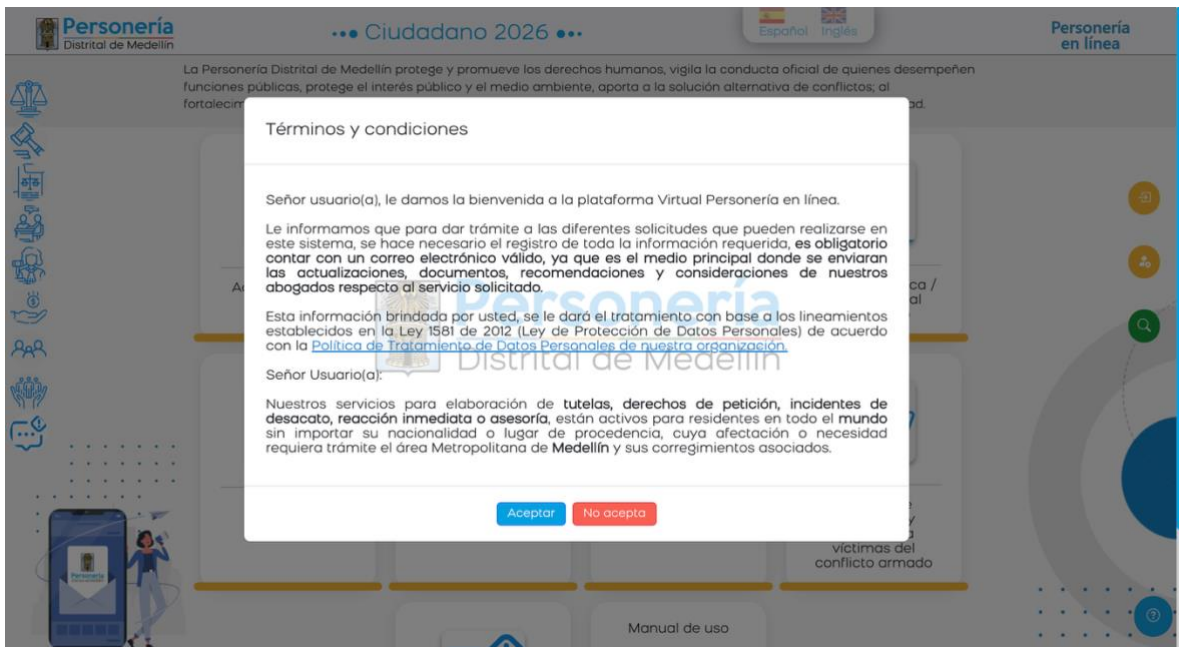 Personería
Distrital de Medellín
Ciudadano 2026
Español Inglés
Personería
en línea
La Personería Distrital de Medellín protege y promueve los derechos humanos, vigila la conducta oficial de quienes desempeñen
funciones públicas, protege el interés público y el medio ambiente, aporta a la solución alternativa de conflictos; al
Términos y condiciones
Señor usuario(a), le damos la bienvenida a la plataforma Virtual Personería en línea.
Le informamos que para dar trámite a las diferentes solicitudes que pueden realizarse en
este sistema, se hace necesario el registro de toda la información requerida, es obligatorio
contar con un correo electrónico válido, ya que es el medio principal donde se enviaran
las actualizaciones, documentos, recomendaciones y consideraciones de nuestros
abogados respecto al servicio solicitado.
Esta información brindada por usted, se le dará el tratamiento con base a los lineamientos
establecidos en la Ley 1581 de 2012 (Ley de Protección de Datos Personales) de acuerdo
con la Política de Tratamiento de Datos Personales de nuestra organización.
Personería
Distrital de Medellín
Señor Usuario(a):
Nuestros servicios para elaboración de tutelas, derechos de petición, incidentes de
desacato, reacción inmediata o asesoría, están activos para residentes en todo el mundo
sin importar su nacionalidad o lugar de procedencia, cuya afectación o necesidad
requiera trámite el área Metropolitana de Medellín y sus corregimientos asociados.
Aceptar No acepta
víctimas del
conflicto armado
Personería
Manual de uso